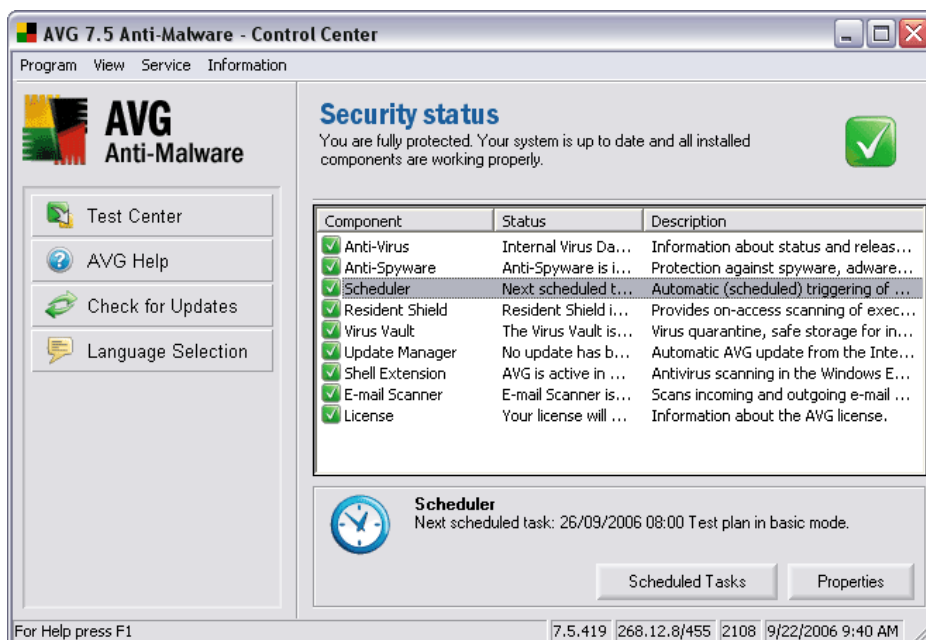 AVG 7.5 Anti-Malware - Control Center
Program View Service Information
AVG
Anti-Malware
Test Center
AVG Help
Check for Updates
Language Selection
Security status
You are fully protected. Your system is up to date and all installed
components are working properly.
Component Status Description
Anti-Virus Internal Virus Da... Information about status and releas...
Anti-Spyware Anti-Spyware is i... Protection against spyware, adware...
Scheduler Next scheduled t... Automatic (scheduled) triggering of ...
Resident Shield Resident Shield i... Provides on-access scanning of exec...
Virus Vault The Virus Vault is... Virus quarantine, safe storage for in...
Update Manager No update has b... Automatic AVG update from the Inte...
Shell Extension AVG is active in ... Antivirus scanning in the Windows E...
E-mail Scanner E-mail Scanner is... Scans incoming and outgoing e-mail ...
License Your license will ... Information about the AVG license.
Scheduler
Next scheduled task: 26/09/2006 08:00 Test plan in basic mode.
Scheduled Tasks Properties
For Help press F1 7.5.419 268.12.8/455 2108 9/22/2006 9:40 AM